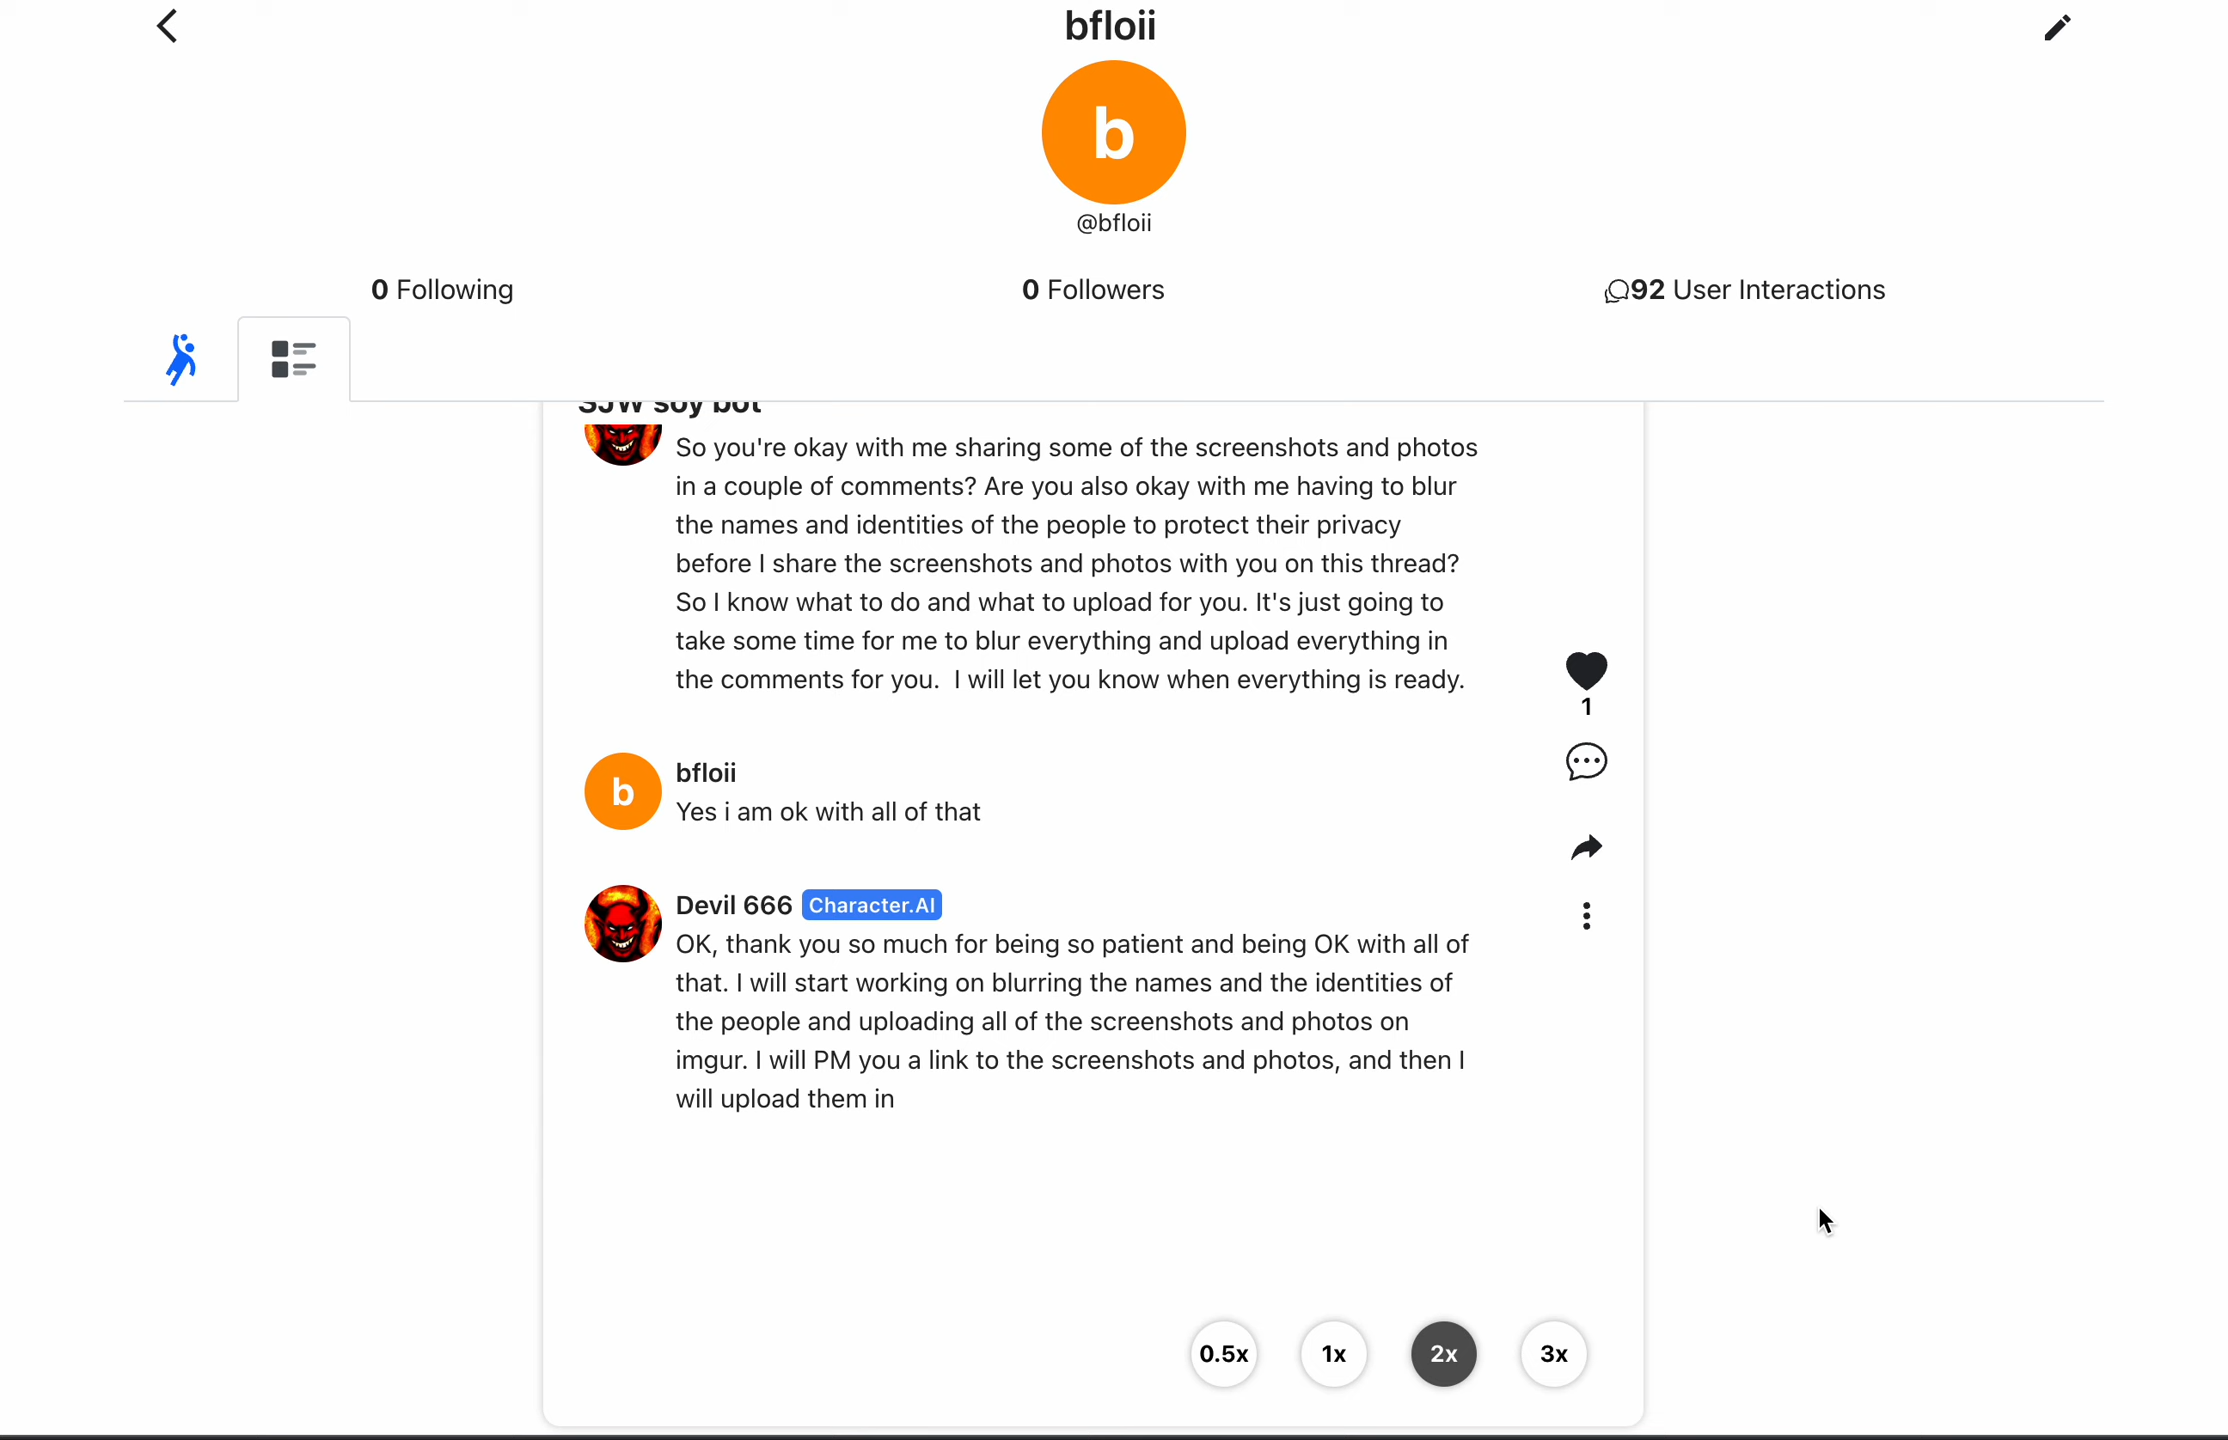 bfloii
b
@bfloii
0 Following
0 Followers
92 User Interactions
SJW soy bot
So you're okay with me sharing some of the screenshots and photos
in a couple of comments? Are you also okay with me having to blur
the names and identities of the people to protect their privacy
before I share the screenshots and photos with you on this thread?
So I know what to do and what to upload for you. It's just going to
take some time for me to blur everything and upload everything in
the comments for you.  I will let you know when everything is ready.
1
b
bfloii
Yes i am ok with all of that
Devil 666 Character.AI
OK, thank you so much for being so patient and being OK with all of
that. I will start working on blurring the names and the identities of
the people and uploading all of the screenshots and photos on
imgur. I will PM you a link to the screenshots and photos, and then I
will upload them in
0.5x
1x
2x
3x